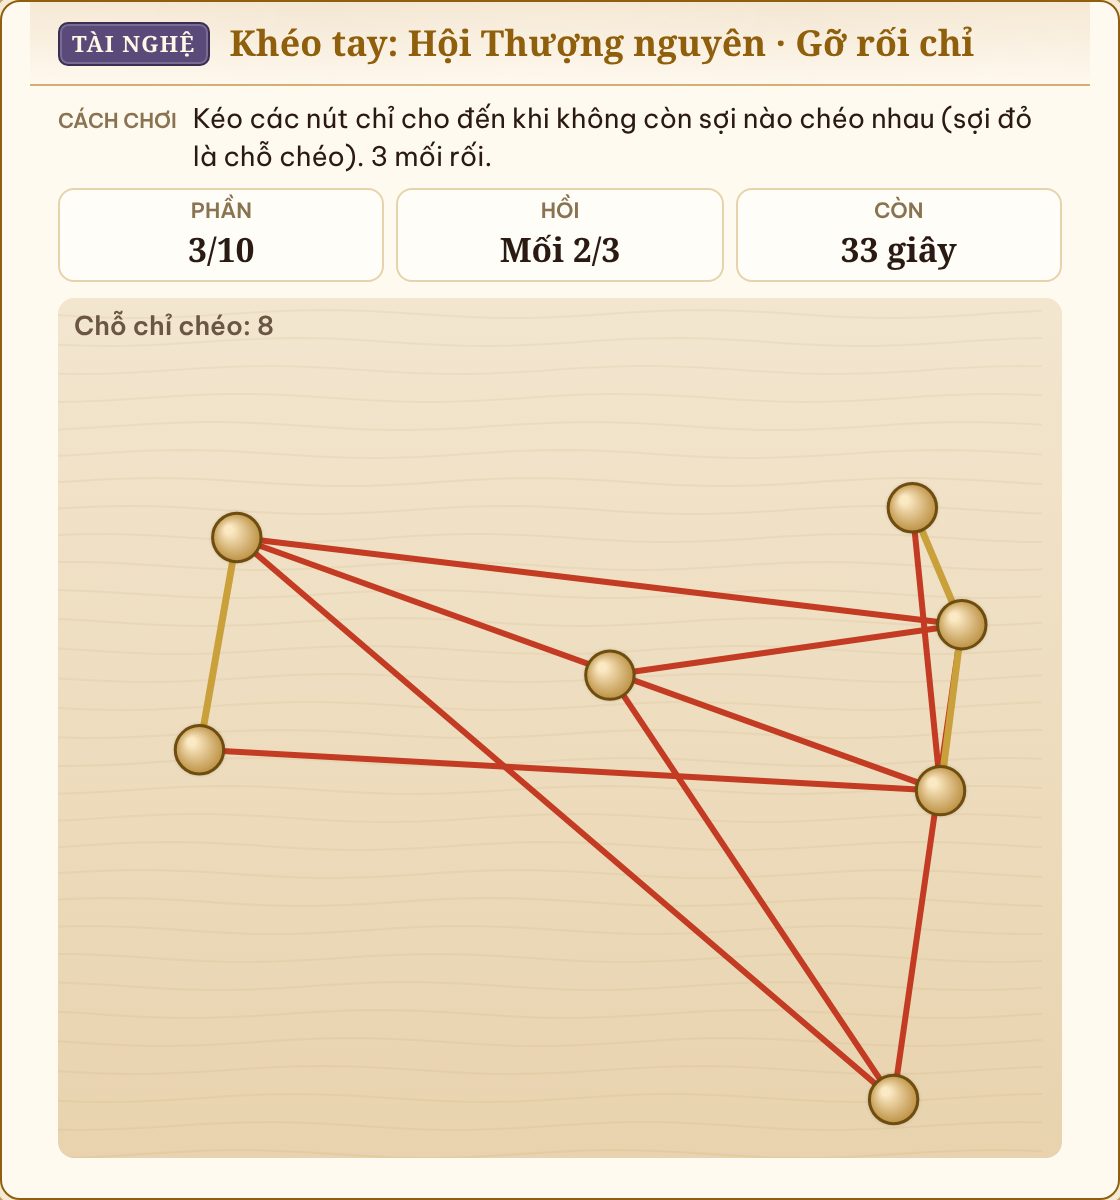 TÀI NGHỆ Khéo tay: Hội Thượng nguyên · Gỡ rối chỉ
CÁCH CHƠI Kéo các nút chỉ cho đến khi không còn sợi nào chéo nhau (sợi đỏ
là chỗ chéo). 3 mối rối.
PHẦN
3/10
HỒI
Mối 2/3
CÒN
33 giây
Chỗ chỉ chéo: 8